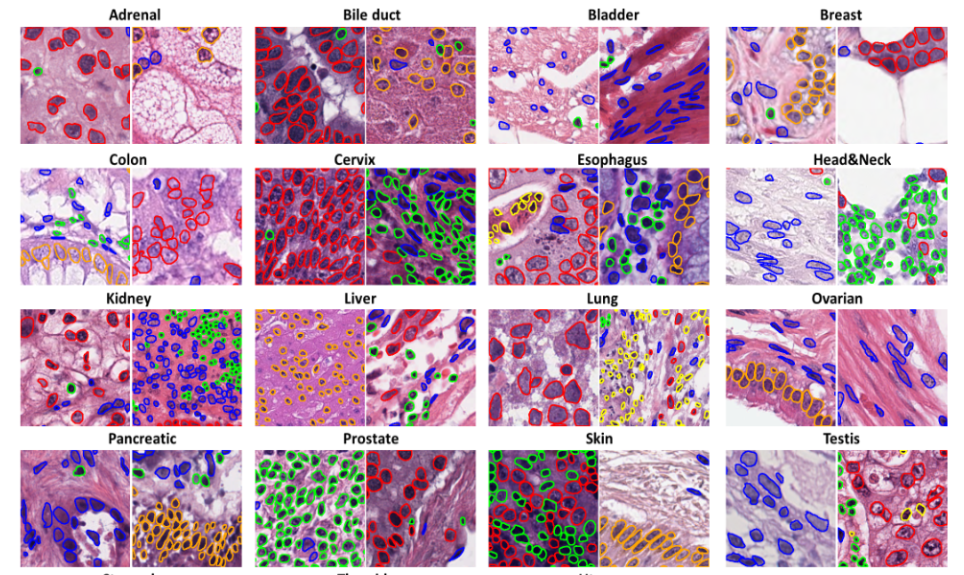 Adrenal Bile duct Bladder Breast
Colon Cervix Esophagus Head&Neck
Kidney Liver Lung Ovarian
Pancreatic Prostate Skin Testis